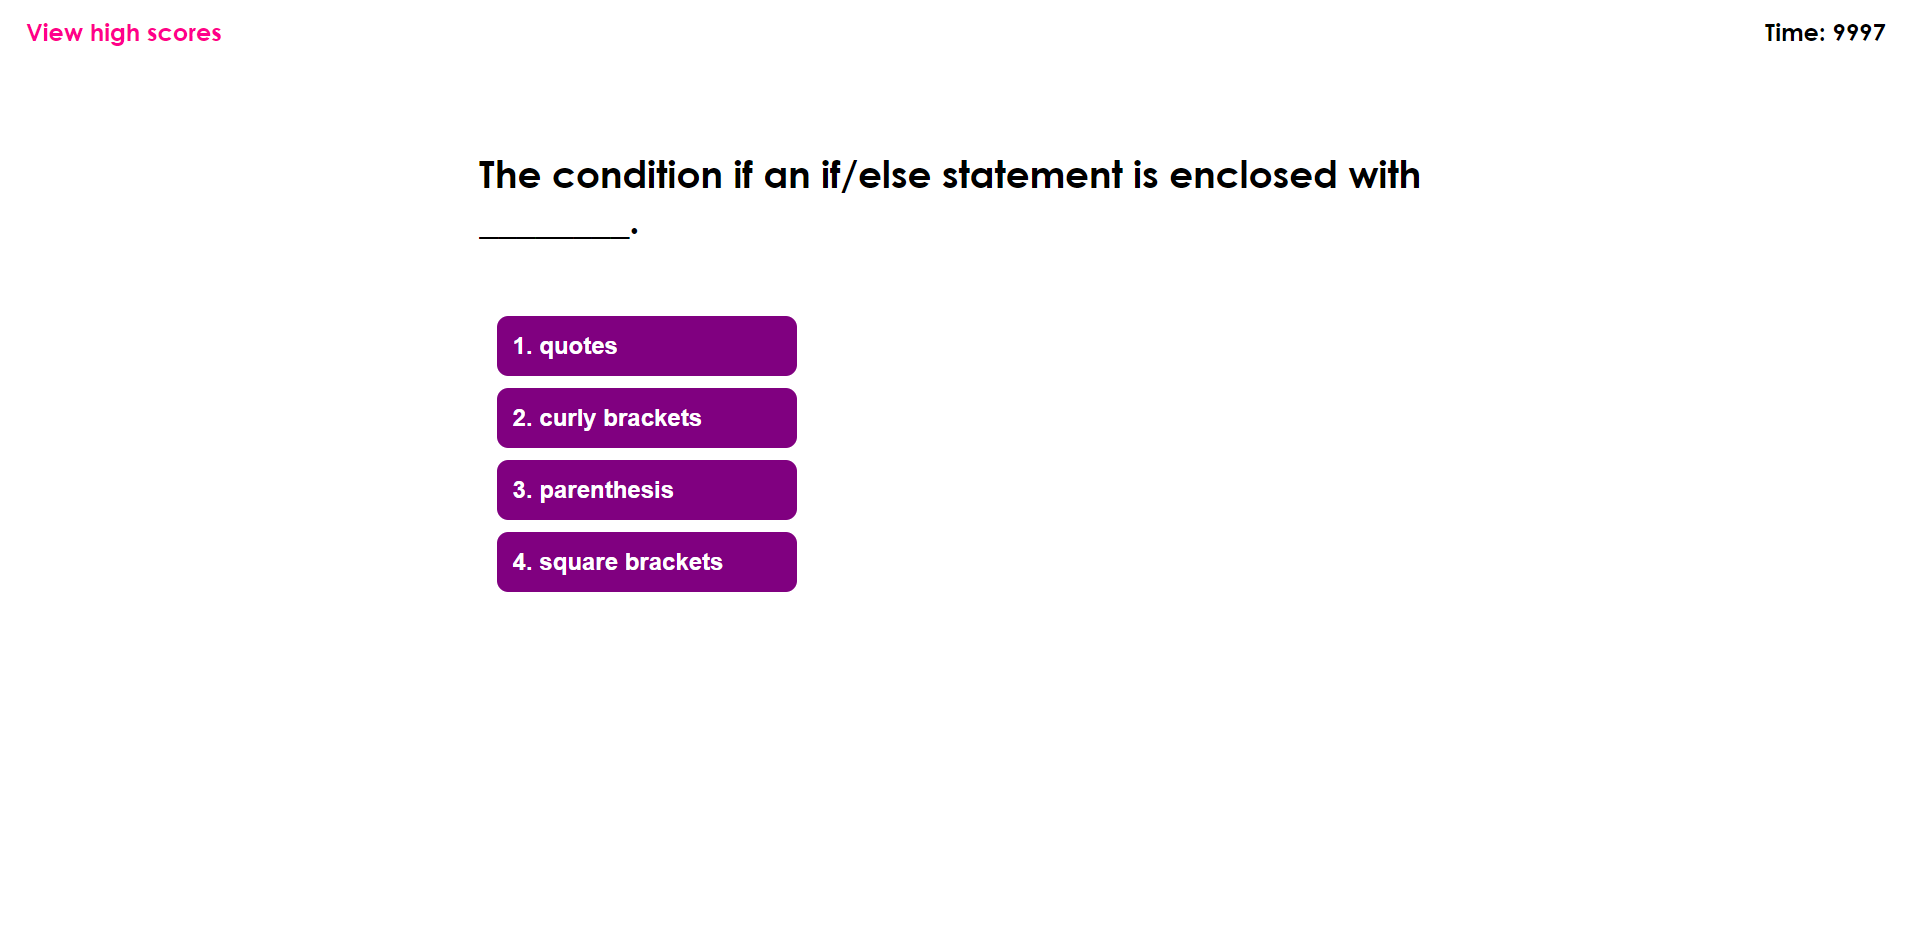 View high scores
Time: 9997
The condition if an if/else statement is enclosed with
________.
1. quotes
2. curly brackets
3. parenthesis
4. square brackets